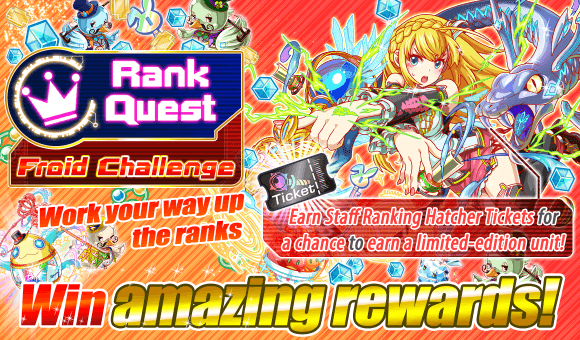 Rank
Quest
Froid Challenge
Work your way up
the ranks
Ticket
Earn Staff Ranking Hatcher Tickets for
a chance to earn a limited-edition unit!
Win amazing rewards!